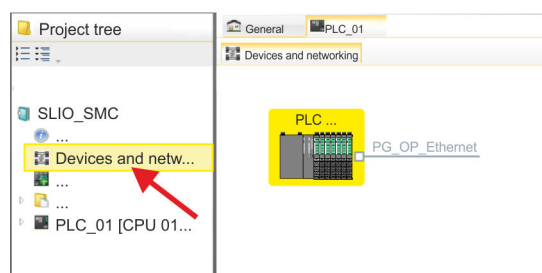 Project tree
General
PLC_01
Devices and networking
SLIO_SMC
...
Devices and netw...
...
...
PLC_01 [CPU 01...
PLC ...
PG_OP_Ethernet